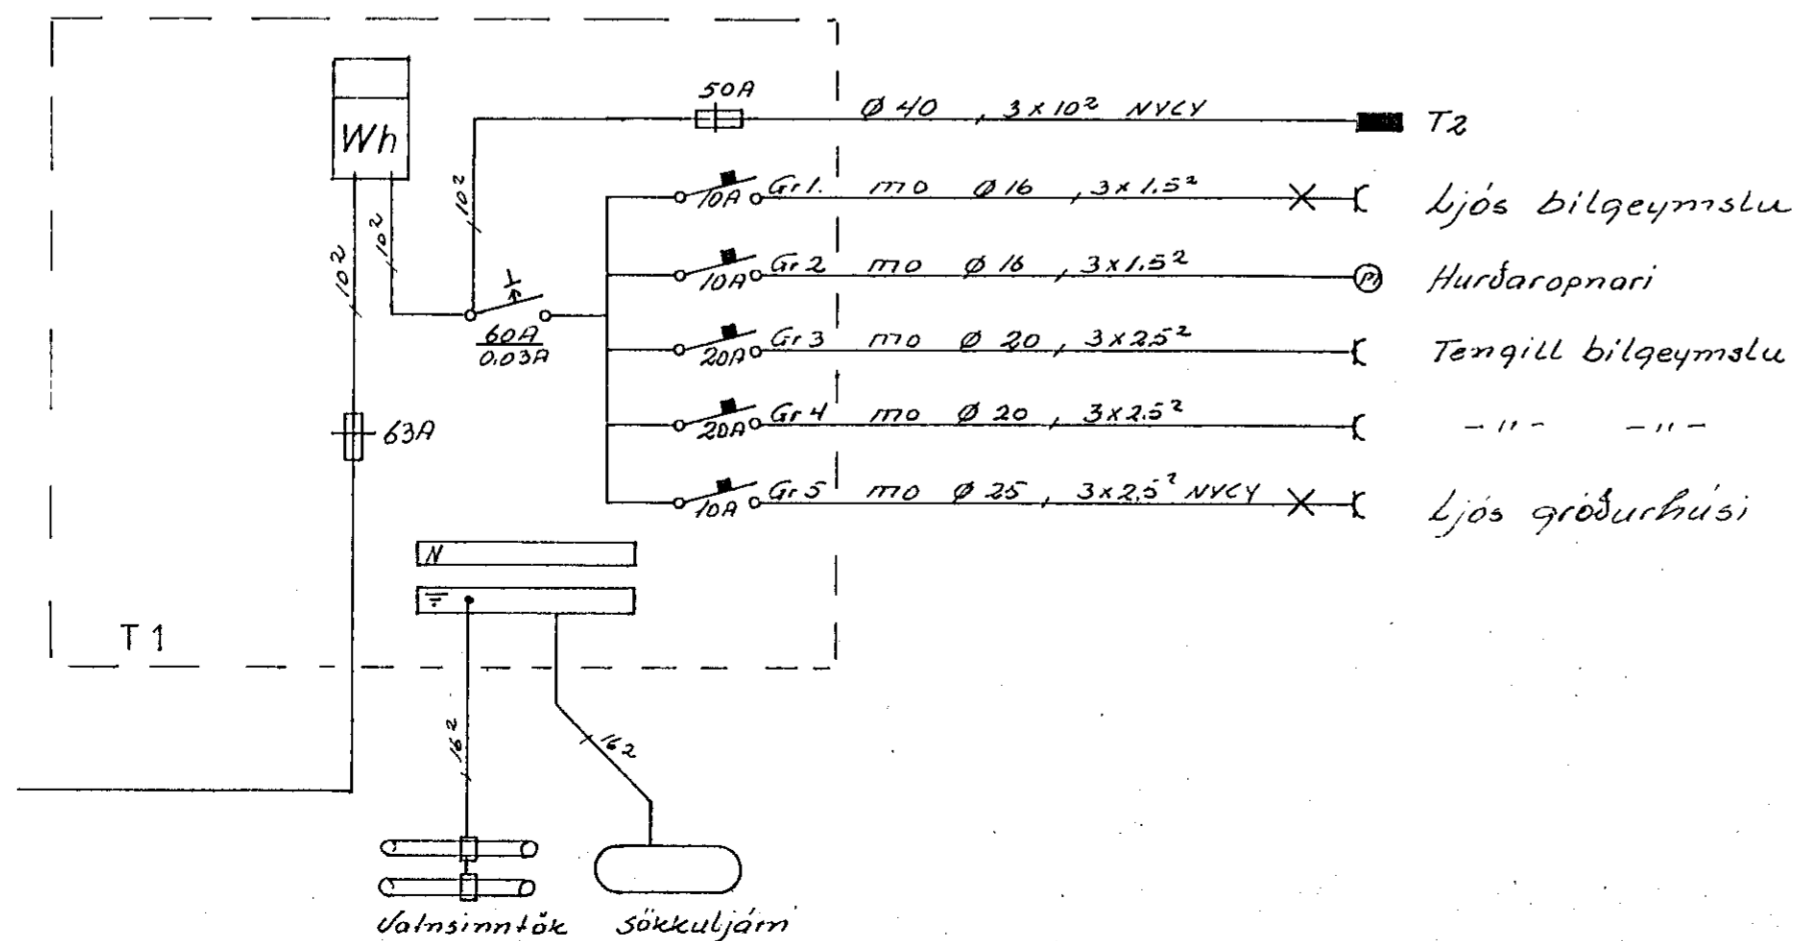 50A
Ø 40 , 3 x 10² NYCY T2
Wh
10²
10²
10²
10A Gr 1. mo Ø 16 , 3 x 1.5² Ljós bílgeymslu
10A Gr 2 mo Ø 16 , 3 x 1.5² M Hurðaropnari
60A
0.03A
20A Gr 3 mo Ø 20 , 3 x 2.5² Tengill bílgeymslu
63A
20A Gr 4 mo Ø 20 , 3 x 2.5² - " - - " -
10A Gr 5 mo Ø 25 , 3 x 2.5² NYCY Ljós gróðurhúsi
N
T 1
16²
16²
Vatnsinntök Sökkuljárn